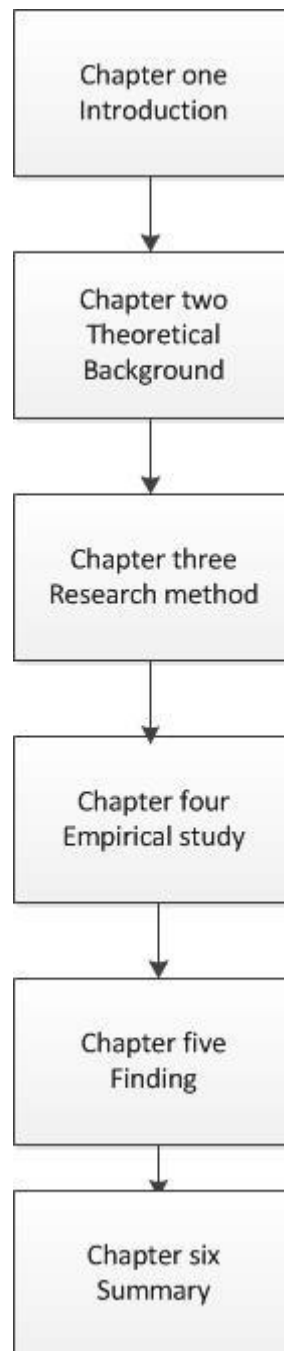 Chapter one
Introduction
Chapter two
Theoretical
Background
Chapter three
Research method
Chapter four
Empirical study
Chapter five
Finding
Chapter six
Summary